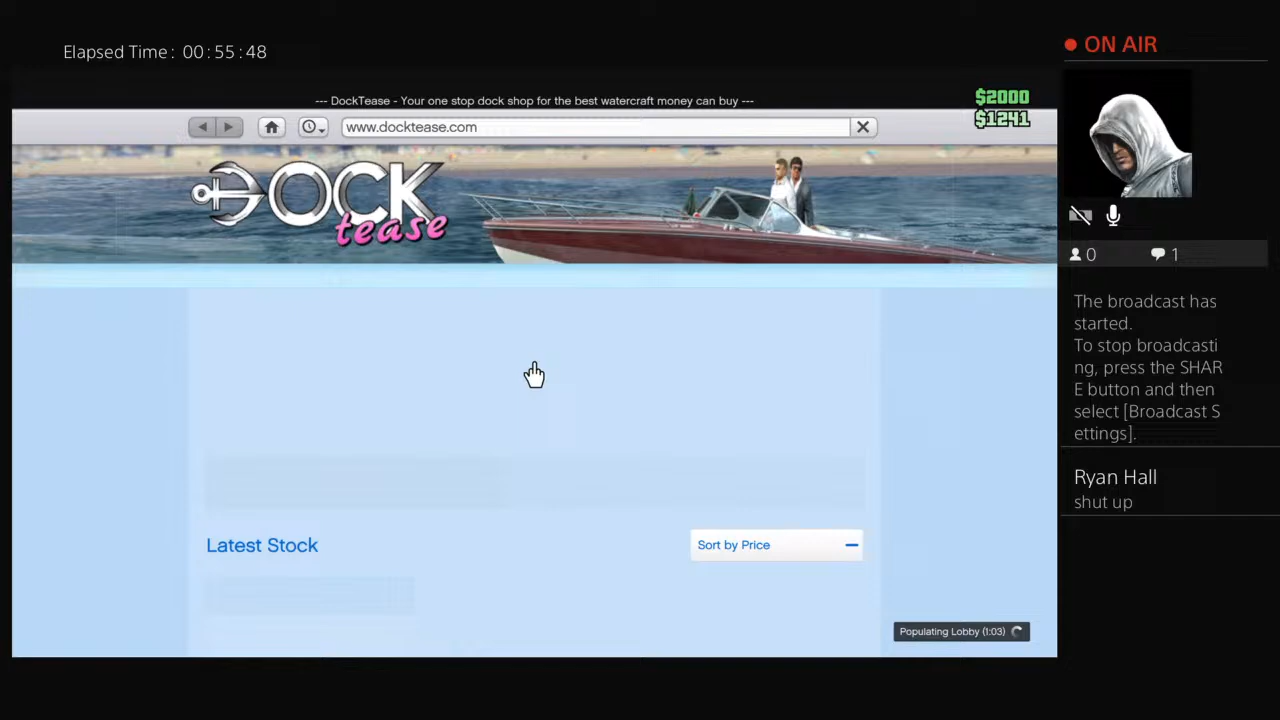 Elapsed Time: 00:55:48
ON AIR
--- DockTease - Your one stop dock shop for the best watercraft money can buy ---
$2000
$1241
www.docktease.com
DOCK
tease
0
1
The broadcast has
started.
To stop broadcasti
ng, press the SHAR
E button and then
select [Broadcast S
ettings].
Ryan Hall
shut up
Latest Stock
Sort by Price
Populating Lobby (1:03)